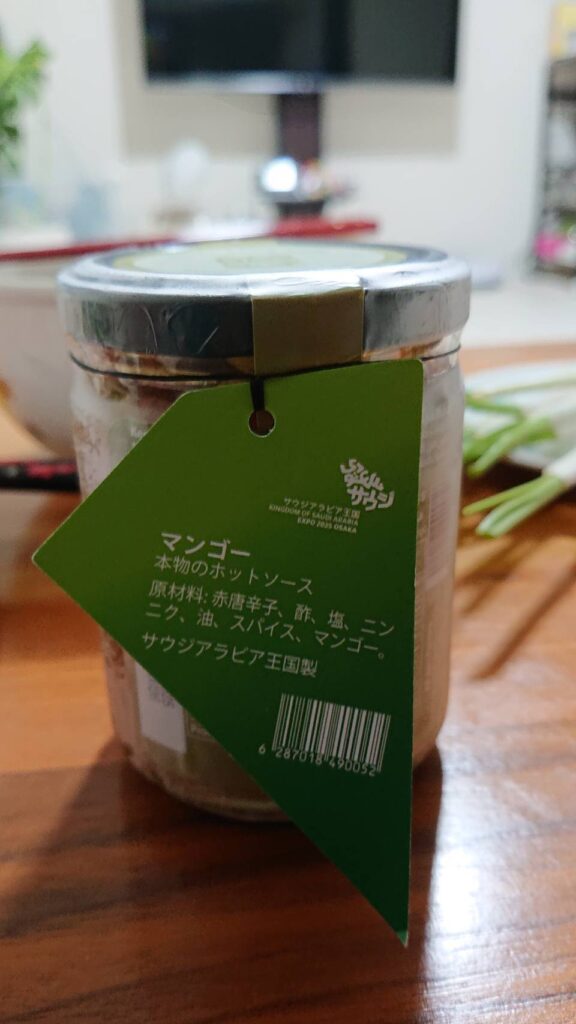 サウジ
サウジアラビア王国
KINGDOM OF SAUDI ARABIA
EXPO 2025 OSAKA
マンゴー
本物のホットソース
原材料: 赤唐辛子、酢、塩、ニン
ニク、油、スパイス、マンゴー。
サウジアラビア王国製
6 287018 490052